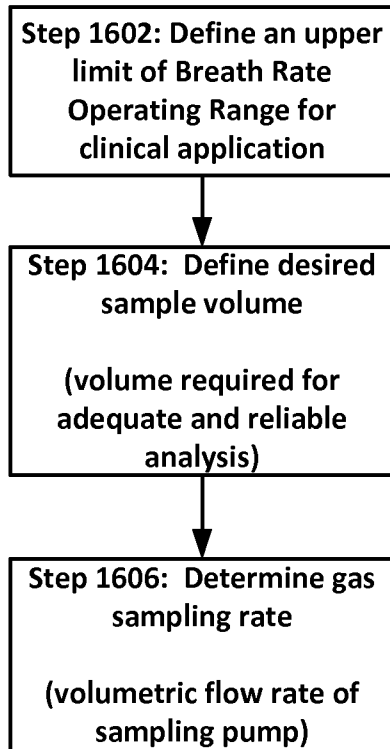 Step 1602: Define an upper
limit of Breath Rate
Operating Range for
clinical application
Step 1604:  Define desired
sample volume
(volume required for
adequate and reliable
analysis)
Step 1606:  Determine gas
sampling rate
(volumetric flow rate of
sampling pump)